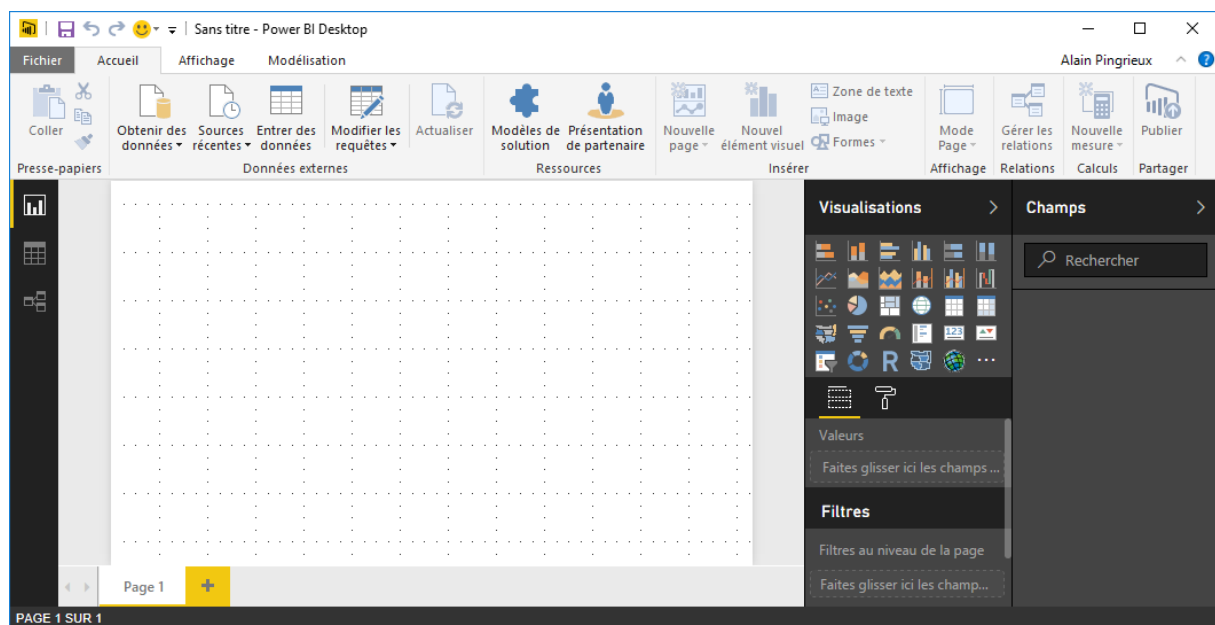 Sans titre - Power BI Desktop
Fichier Accueil Affichage Modélisation Alain Pingrieux
Coller
Obtenir des données
Sources récentes
Entrer des données
Modifier les requêtes
Actualiser
Modèles de solution
Présentation de partenaire
Nouvelle page
Nouvel élément visuel
Zone de texte
Image
Formes
Mode Page
Gérer les relations
Nouvelle mesure
Publier
Presse-papiers Données externes Ressources Insérer Affichage Relations Calculs Partager
Visualisations
Champs
Rechercher
R
123
Valeurs
Faites glisser ici les champs ...
Filtres
Filtres au niveau de la page
Faites glisser ici les champ...
Page 1
PAGE 1 SUR 1